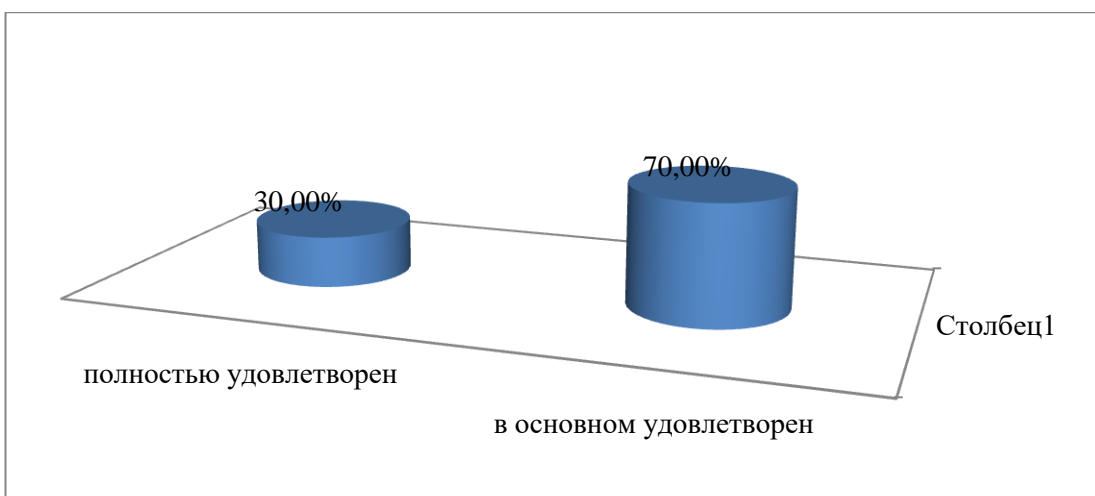 70,00%
30,00%
Столбец1
полностью удовлетворен
в основном удовлетворен